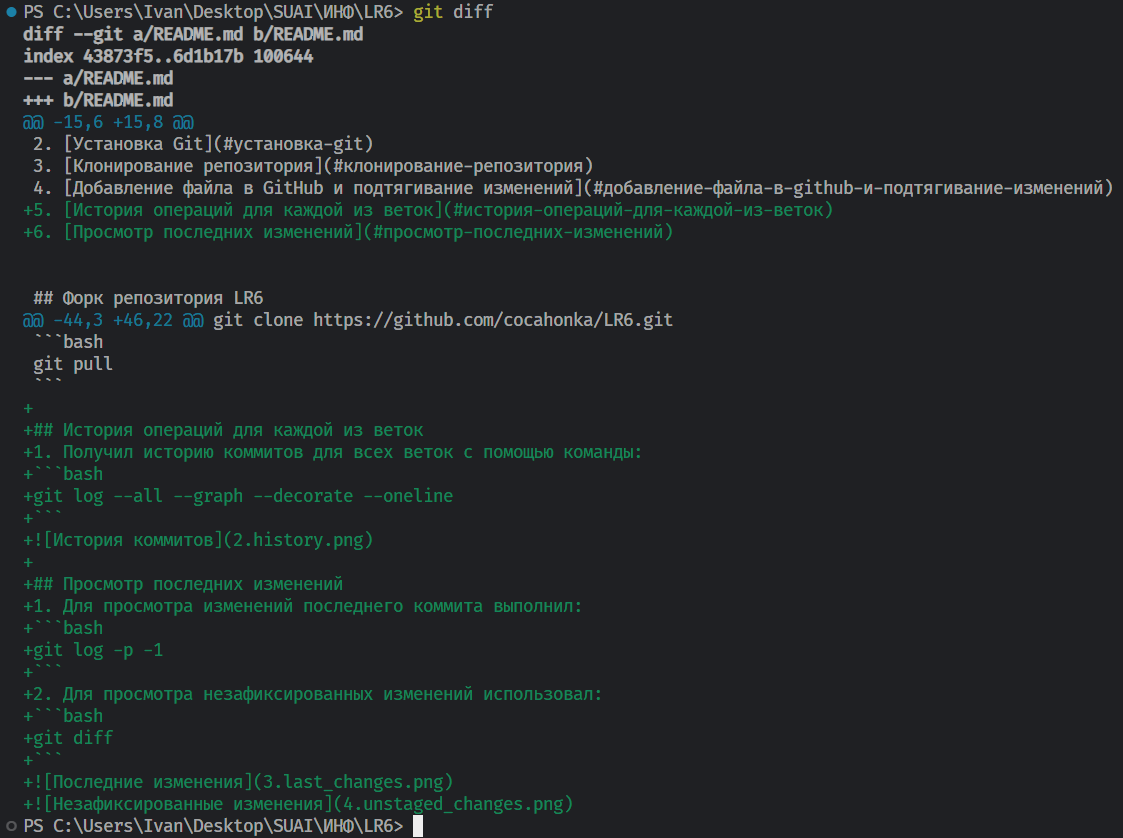 PS C:\Users\Ivan\Desktop\SUAI\ИНФ\LR6> git diff
diff --git a/README.md b/README.md
index 43873f5..6d1b17b 100644
--- a/README.md
+++ b/README.md
@@ -15,6 +15,8 @@
 2. [Установка Git](#установка-git)
 3. [Клонирование репозитория](#клонирование-репозитория)
 4. [Добавление файла в GitHub и подтягивание изменений](#добавление-файла-в-github-и-подтягивание-изменений)
+5. [История операций для каждой из веток](#история-операций-для-каждой-из-веток)
+6. [Просмотр последних изменений](#просмотр-последних-изменений)
 ## Форк репозитория LR6
@@ -44,3 +46,22 @@ git clone https://github.com/cocahonka/LR6.git
 ```bash
 git pull
 ```
+
+## История операций для каждой из веток
+1. Получил историю коммитов для всех веток с помощью команды:
+```bash
+git log --all --graph --decorate --oneline
+```
+![История коммитов](2.history.png)
+
+## Просмотр последних изменений
+1. Для просмотра изменений последнего коммита выполнил:
+```bash
+git log -p -1
+```
+2. Для просмотра незафиксированных изменений использовал:
+```bash
+git diff
+```
+![Последние изменения](3.last_changes.png)
+![Незафиксированные изменения](4.unstaged_changes.png)
PS C:\Users\Ivan\Desktop\SUAI\ИНФ\LR6>